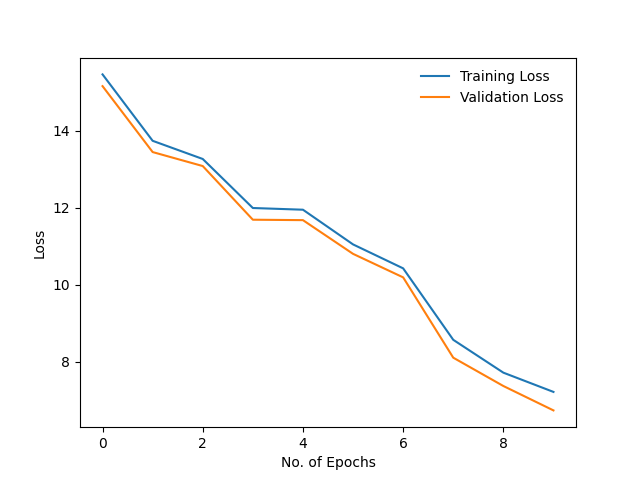 Training Loss
Validation Loss
14
12
10
8
Loss
0 2 4 6 8
No. of Epochs